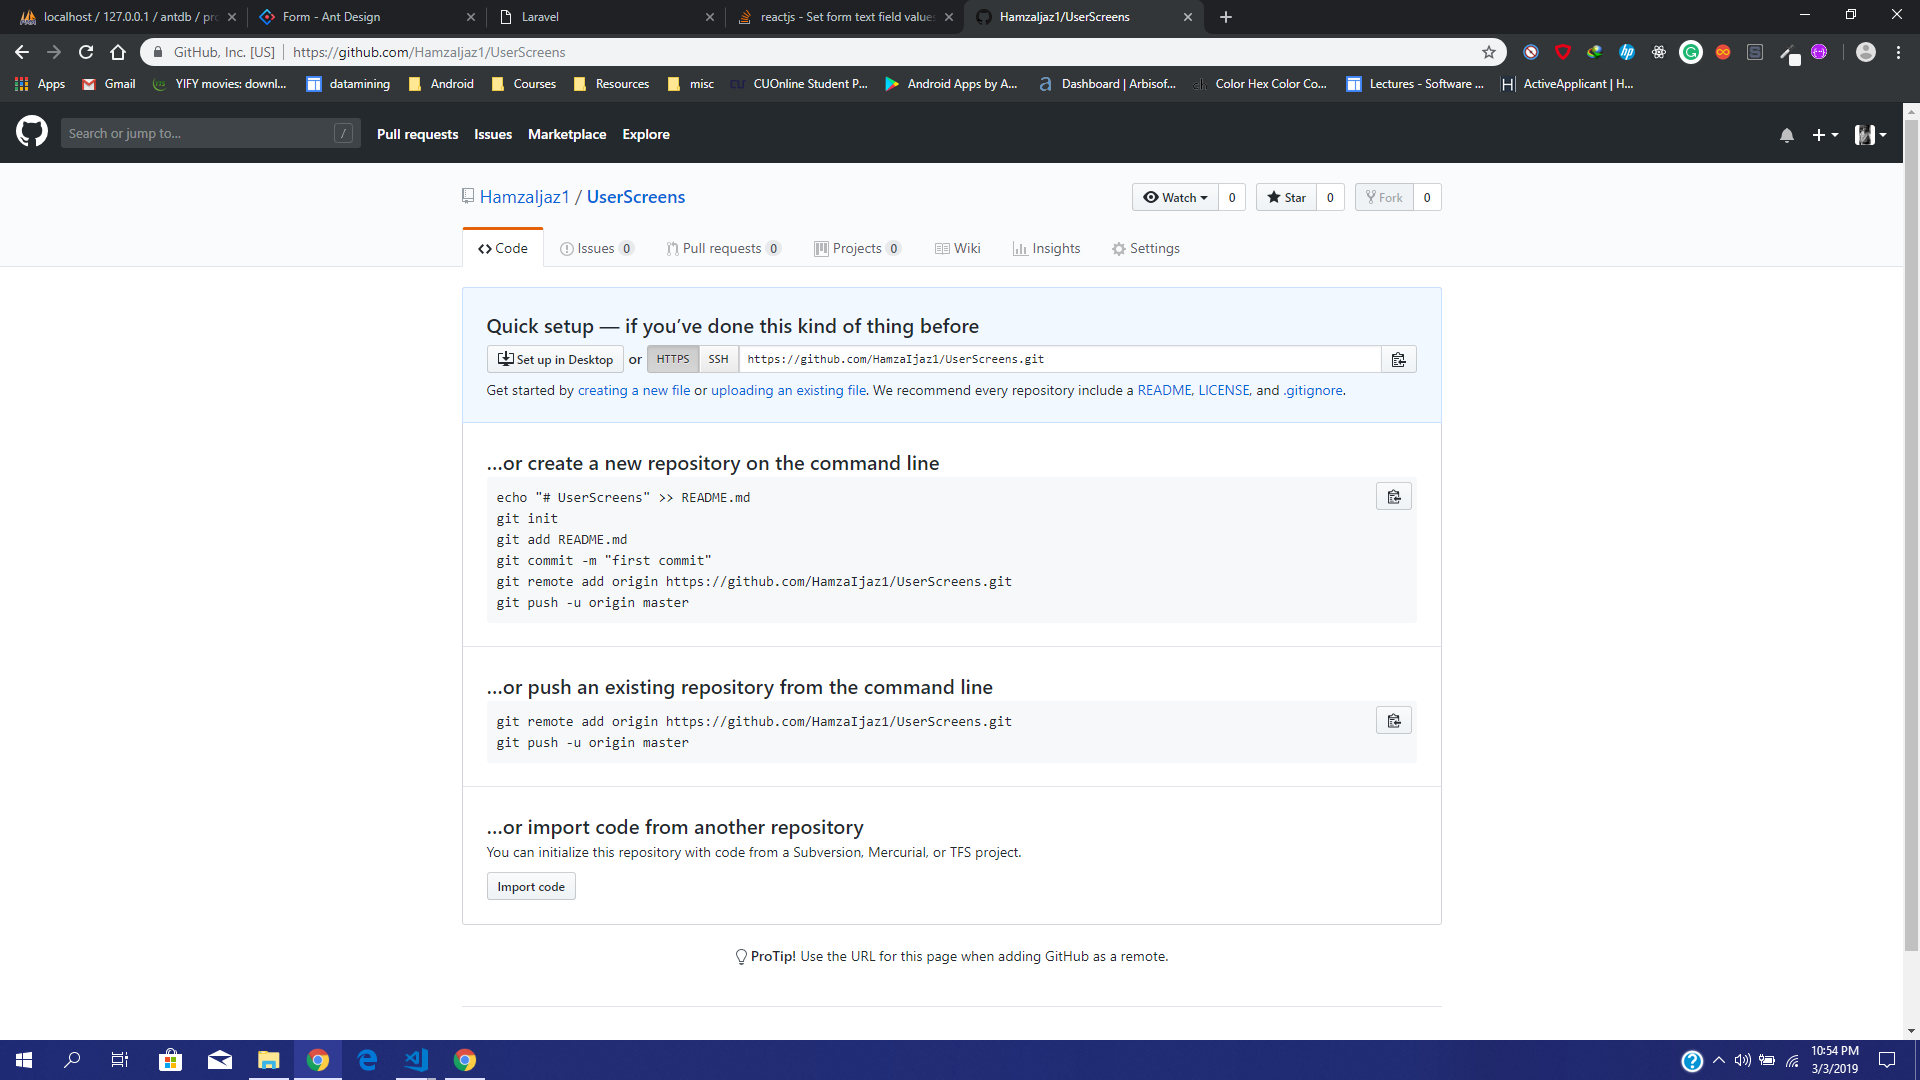 localhost / 127.0.0.1 / antdb / pro
Form - Ant Design
Laravel
reactjs - Set form text field values
HamzaIjaz1/UserScreens
GitHub, Inc. [US]
https://github.com/HamzaIjaz1/UserScreens
Apps
Gmail
YIFY movies: downl...
datamining
Android
Courses
Resources
misc
CUOnline Student P...
Android Apps by A...
Dashboard | Arbisof...
Color Hex Color Co...
Lectures - Software ...
ActiveApplicant | H...
Search or jump to...
/
Pull requests
Issues
Marketplace
Explore
HamzaIjaz1 / UserScreens
Watch
0
Star
0
Fork
0
Code
Issues 0
Pull requests 0
Projects 0
Wiki
Insights
Settings
Quick setup — if you’ve done this kind of thing before
Set up in Desktop
or
HTTPS
SSH
https://github.com/HamzaIjaz1/UserScreens.git
Get started by creating a new file or uploading an existing file. We recommend every repository include a README, LICENSE, and .gitignore.
…or create a new repository on the command line
echo "# UserScreens" >> README.md
git init
git add README.md
git commit -m "first commit"
git remote add origin https://github.com/HamzaIjaz1/UserScreens.git
git push -u origin master
…or push an existing repository from the command line
git remote add origin https://github.com/HamzaIjaz1/UserScreens.git
git push -u origin master
…or import code from another repository
You can initialize this repository with code from a Subversion, Mercurial, or TFS project.
Import code
ProTip! Use the URL for this page when adding GitHub as a remote.
10:54 PM
3/3/2019